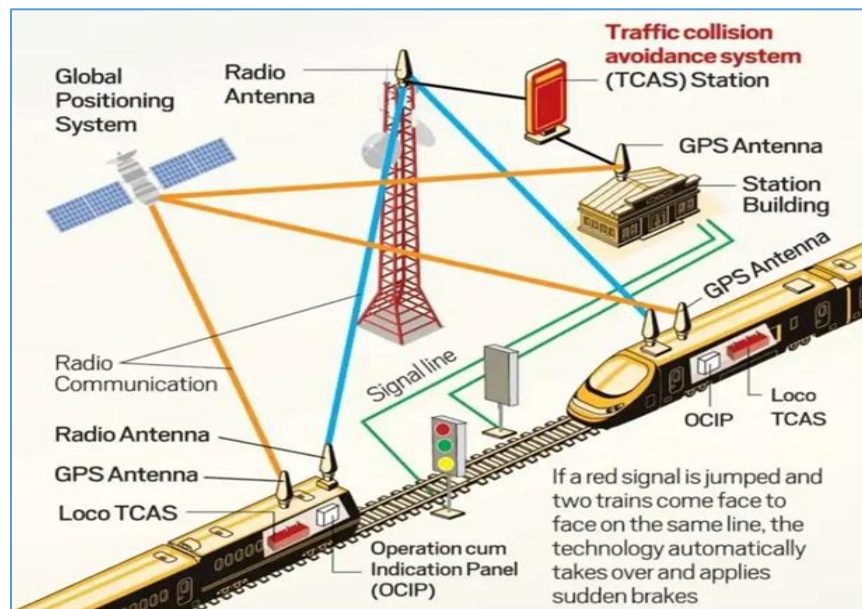 Global
Positioning
System
Radio
Antenna
Traffic collision
avoidance system
(TCAS) Station
GPS Antenna
Station
Building
GPS Antenna
Radio
Communication
Signal line
Radio Antenna
GPS Antenna
Loco TCAS
Operation cum
Indication Panel
(OCIP)
OCIP
Loco
TCAS
If a red signal is jumped and
two trains come face to
face on the same line, the
technology automatically
takes over and applies
sudden brakes